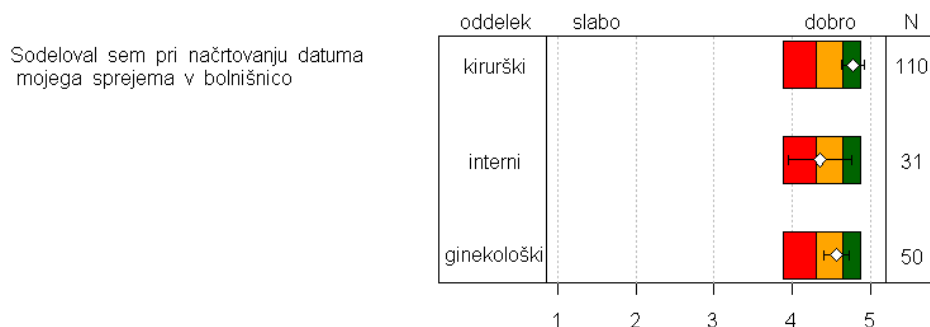 oddelek slabo dobro N
Sodeloval sem pri načrtovanju datuma
mojega sprejema v bolnišnico
kirurški 110
interni 31
ginekološki 50
1 2 3 4 5